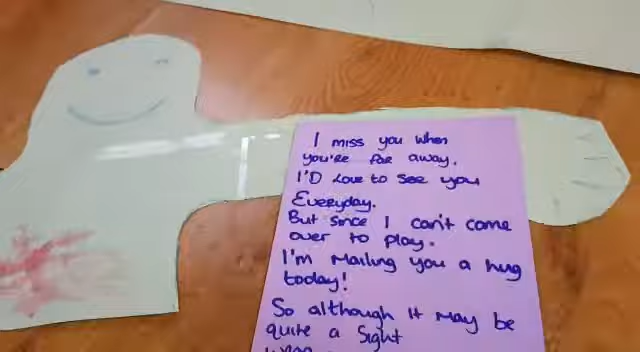 I miss you when
you're far away.
I'D Love to see you
Everyday.
But since I can't come
over to play.
I'm Mailing you a hug
today!
So although it may be
quite a sight